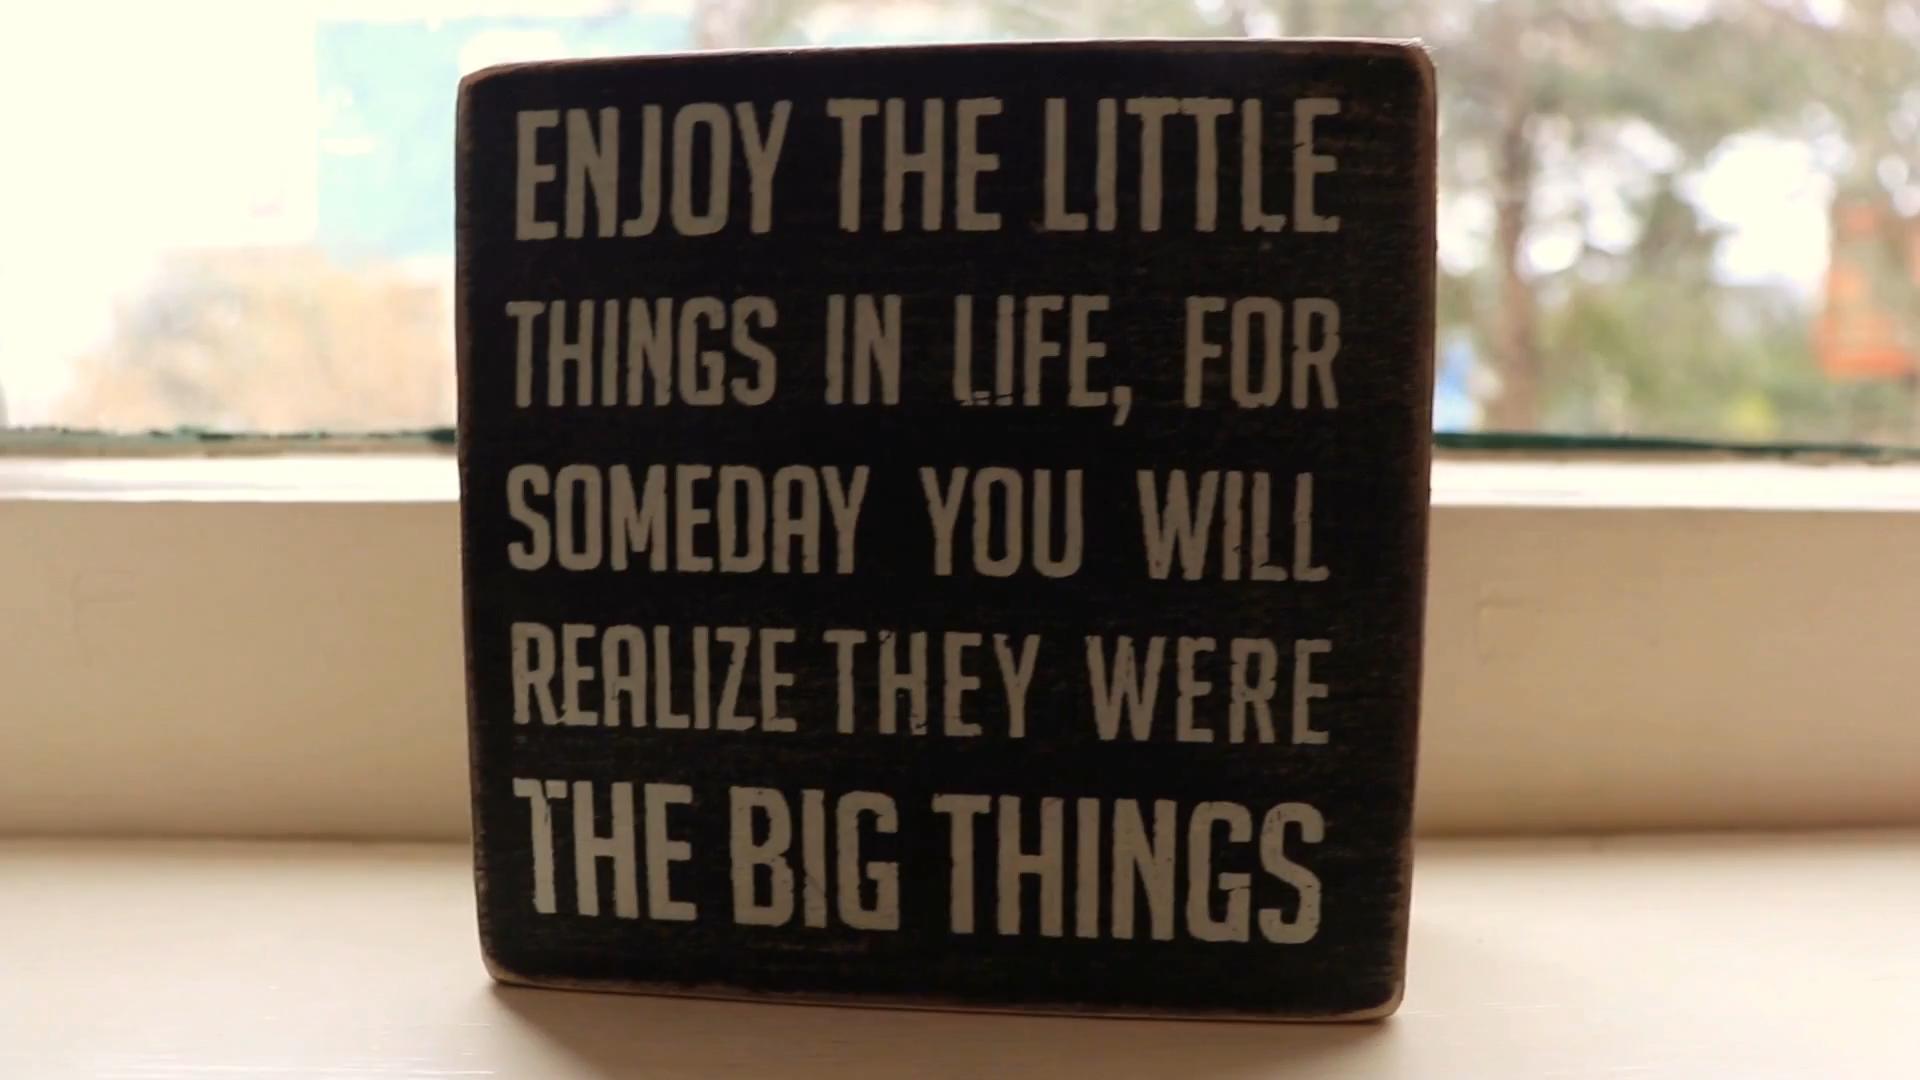 ENJOY THE LITTLE
THINGS IN LIFE, FOR
SOMEDAY YOU WILL
REALIZE THEY WERE
THE BIG THINGS